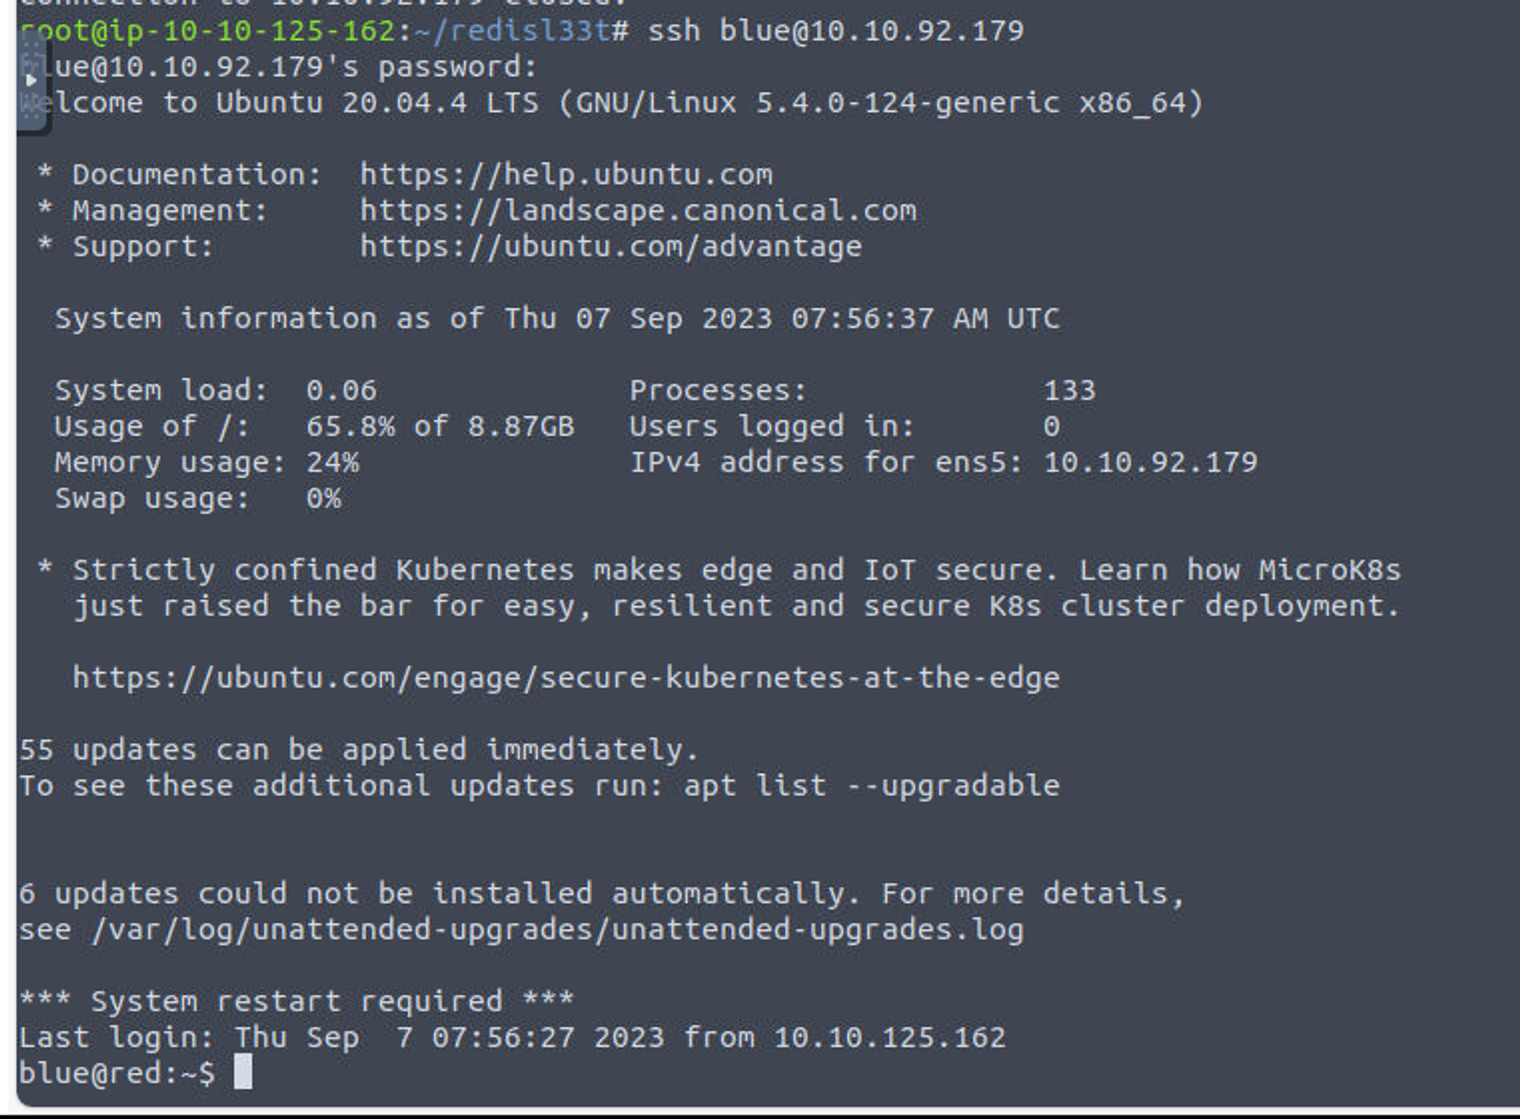 root@ip-10-10-125-162:~/redisl33t# ssh blue@10.10.92.179
blue@10.10.92.179's password:
Welcome to Ubuntu 20.04.4 LTS (GNU/Linux 5.4.0-124-generic x86_64)
* Documentation:  https://help.ubuntu.com
* Management:     https://landscape.canonical.com
* Support:        https://ubuntu.com/advantage
System information as of Thu 07 Sep 2023 07:56:37 AM UTC
System load:  0.06              Processes:             133
Usage of /:   65.8% of 8.87GB   Users logged in:       0
Memory usage: 24%               IPv4 address for ens5: 10.10.92.179
Swap usage:   0%
* Strictly confined Kubernetes makes edge and IoT secure. Learn how MicroK8s
just raised the bar for easy, resilient and secure K8s cluster deployment.
https://ubuntu.com/engage/secure-kubernetes-at-the-edge
55 updates can be applied immediately.
To see these additional updates run: apt list --upgradable
6 updates could not be installed automatically. For more details,
see /var/log/unattended-upgrades/unattended-upgrades.log
*** System restart required ***
Last login: Thu Sep  7 07:56:27 2023 from 10.10.125.162
blue@red:~$